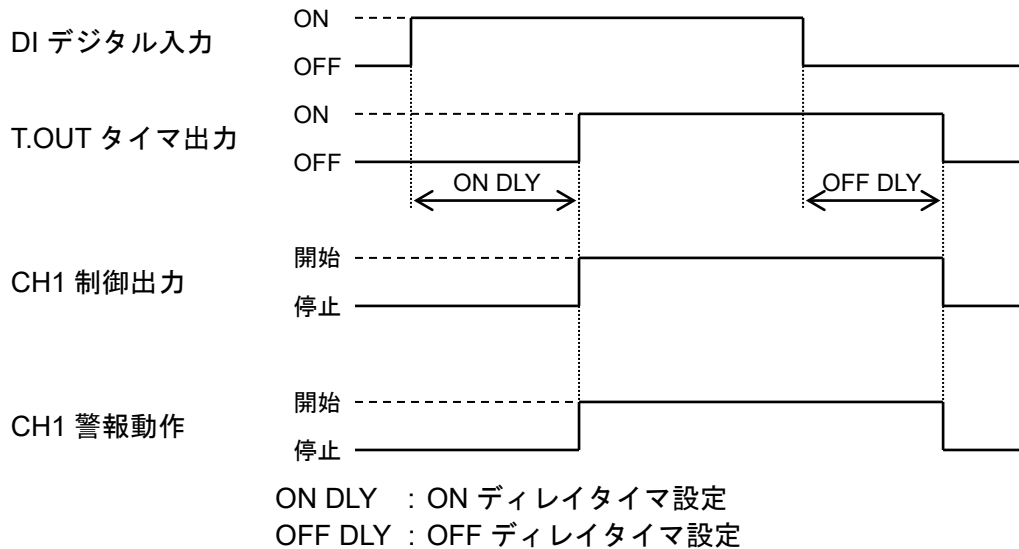 DI デジタル入力
ON
OFF
T.OUT タイマ出力
ON
OFF
ON DLY
OFF DLY
CH1 制御出力
開始
停止
CH1 警報動作
開始
停止
ON DLY : ON ディレイタイマ設定
OFF DLY : OFF ディレイタイマ設定